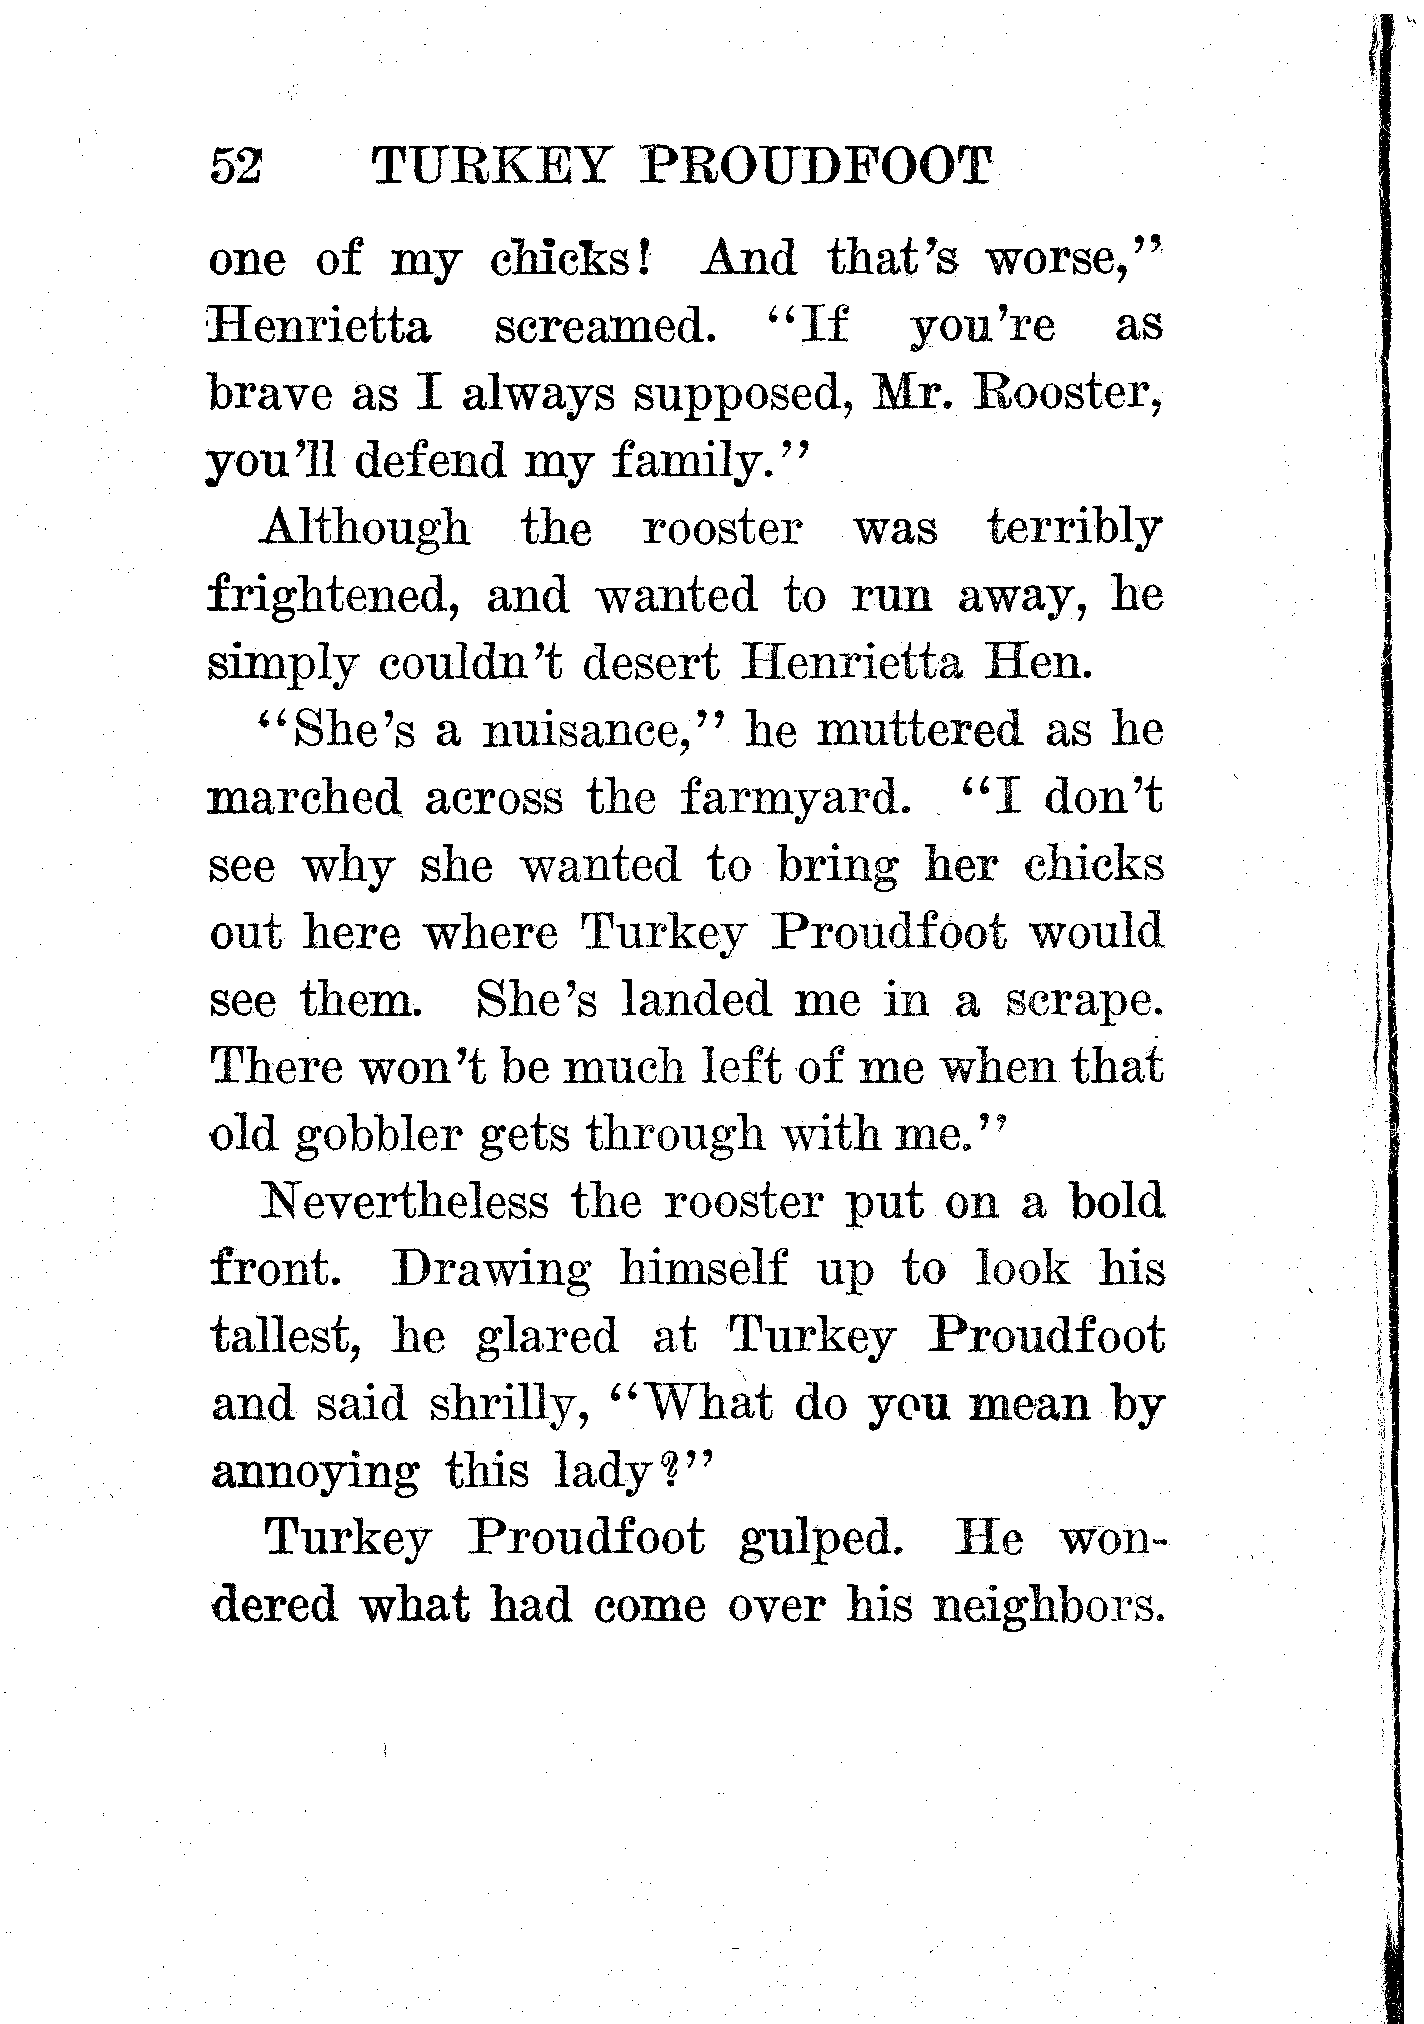 52 TURKEY PROUDFOOT
one of my chicks! And that's worse,"
Henrietta screamed. "If you're as
brave as I always supposed, Mr. Rooster,
you'll defend my family."
Although the rooster was terribly
frightened, and wanted to run away, he
simply couldn't desert Henrietta Hen.
"She's a nuisance," he muttered as he
marched across the farmyard. "I don't
see why she wanted to bring her chicks
out here where Turkey Proudfoot would
see them. She's landed me in a scrape.
There won't be much left of me when that
old gobbler gets through with me."
Nevertheless the rooster put on a bold
front. Drawing himself up to look his
tallest, he glared at Turkey Proudfoot
and said shrilly, "What do you mean by
annoying this lady?"
Turkey Proudfoot gulped. He won-
dered what had come over his neighbors.